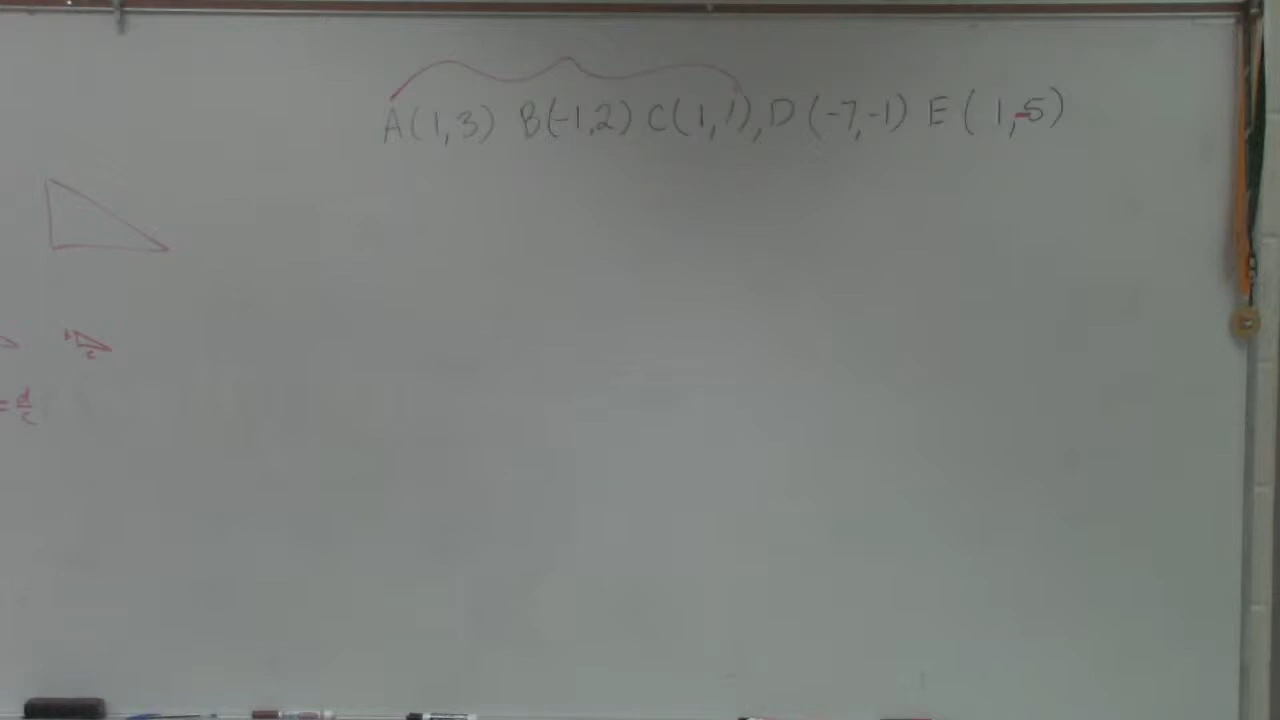 A(1,3) B(-1,2) C(1,1), D(-7,-1) E(1,-5)